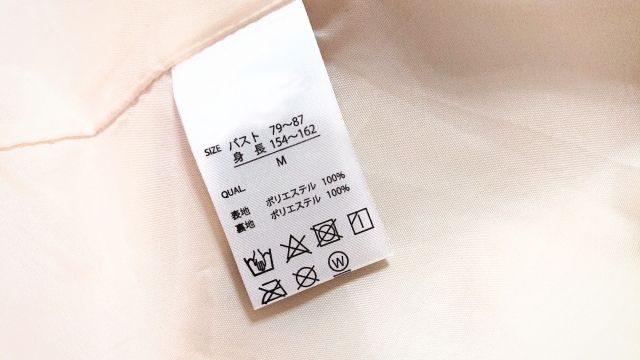 SIZE バスト 79～87
身 長 154～162
M
QUAL
表地 ポリエステル 100%
裏地 ポリエステル 100%
W